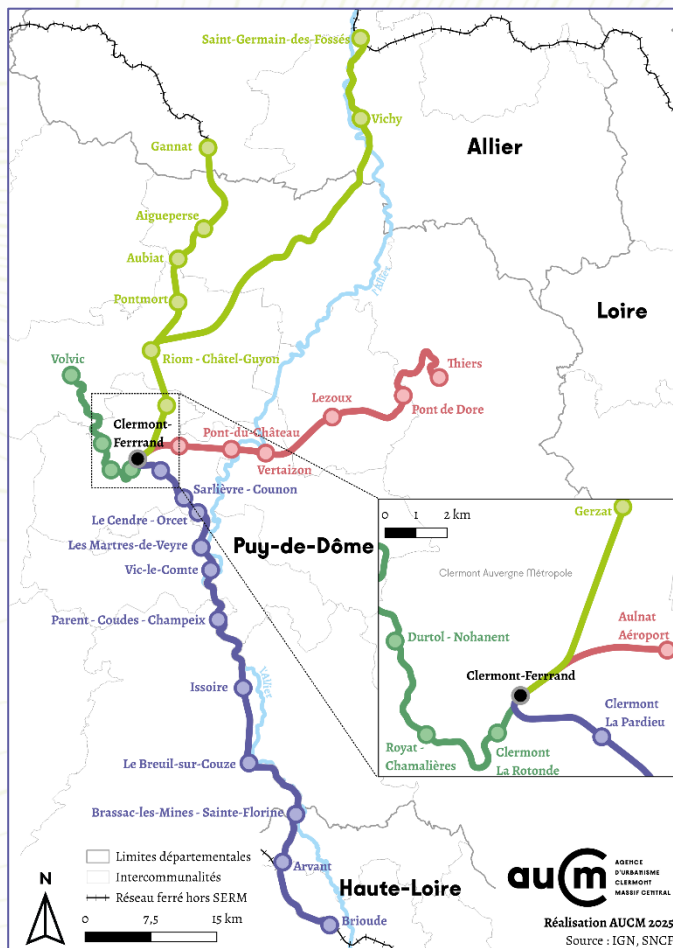 Saint-Germain-des-Fossés
Vichy
Allier
Gannat
Aigueperse
Aubiat
l'Allier
Pontmort
Loire
Riom - Châtel-Guyon
Volvic
Thiers
Lezoux
Pont de Dore
Clermont-
Ferrrand
Pont-du-Château
Vertaizon
Sarliève - Counon
Le Cendre - Orcet
Puy-de-Dôme
Les Martres-de-Veyre
Vic-le-Comte
Parent - Coudes - Champeix
l'Allier
Issoire
Le Breuil-sur-Couze
Brassac-les-Mines - Sainte-Florine
Arvant
Haute-Loire
Brioude
0 1 2 km
Gerzat
Clermont Auvergne Métropole
Aulnat
Aéroport
Durtol - Nohanent
Clermont-Ferrrand
Clermont
La Pardieu
Royat -
Chamalières
Clermont
La Rotonde
Limites départementales
Intercommunalités
Réseau ferré hors SERM
N
0 7,5 15 km
aucm
AGENCE
D'URBANISME
CLERMONT
MASSIF CENTRAL
Réalisation AUCM 2025
Source : IGN, SNCF